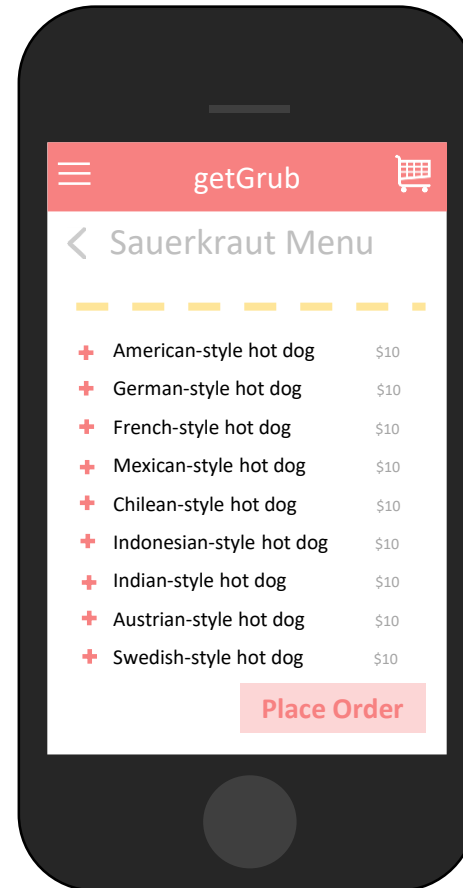 getGrub
Sauerkraut Menu
American-style hot dog $10
German-style hot dog $10
French-style hot dog $10
Mexican-style hot dog $10
Chilean-style hot dog $10
Indonesian-style hot dog $10
Indian-style hot dog $10
Austrian-style hot dog $10
Swedish-style hot dog $10
Place Order